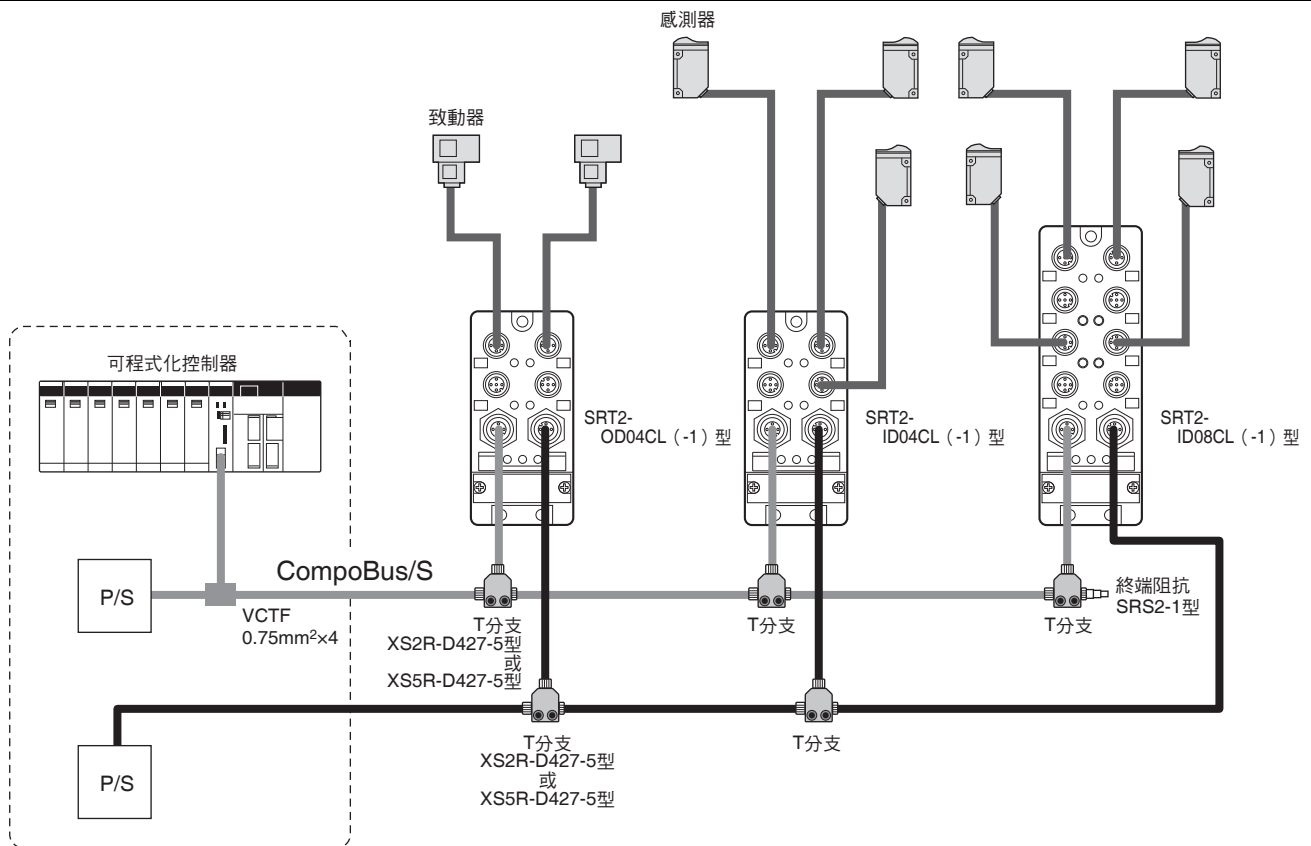 感測器
致動器
可程式化控制器
SRT2-
OD04CL（-1）型
SRT2-
ID04CL（-1）型
SRT2-
ID08CL（-1）型
P/S
CompoBus/S
VCTF
0.75mm²×4
T分支
XS2R-D427-5型
或
XS5R-D427-5型
T分支
T分支
終端阻抗
SRS2-1型
P/S
T分支
XS2R-D427-5型
或
XS5R-D427-5型
T分支